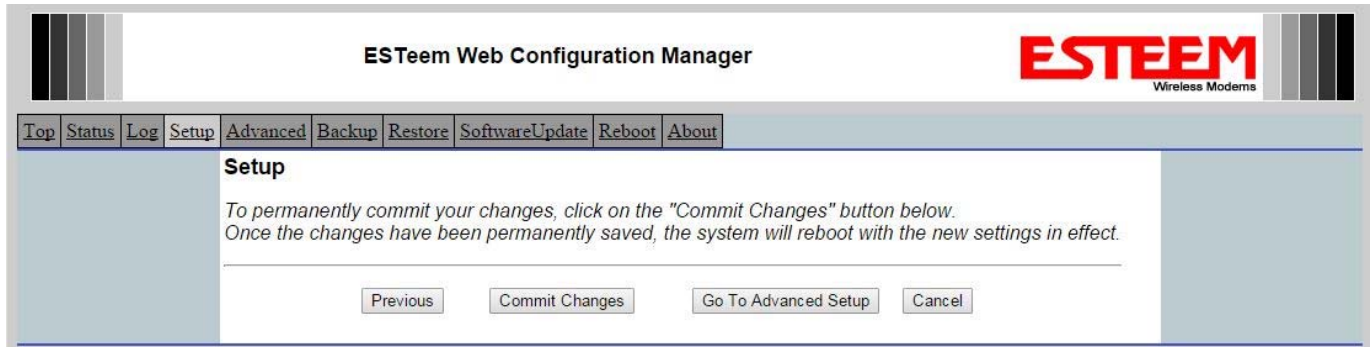 ESTeem Web Configuration Manager
ESTEEM
Wireless Modems
Top Status Log Setup Advanced Backup Restore SoftwareUpdate Reboot About
Setup
To permanently commit your changes, click on the "Commit Changes" button below.
Once the changes have been permanently saved, the system will reboot with the new settings in effect.
Previous Commit Changes Go To Advanced Setup Cancel